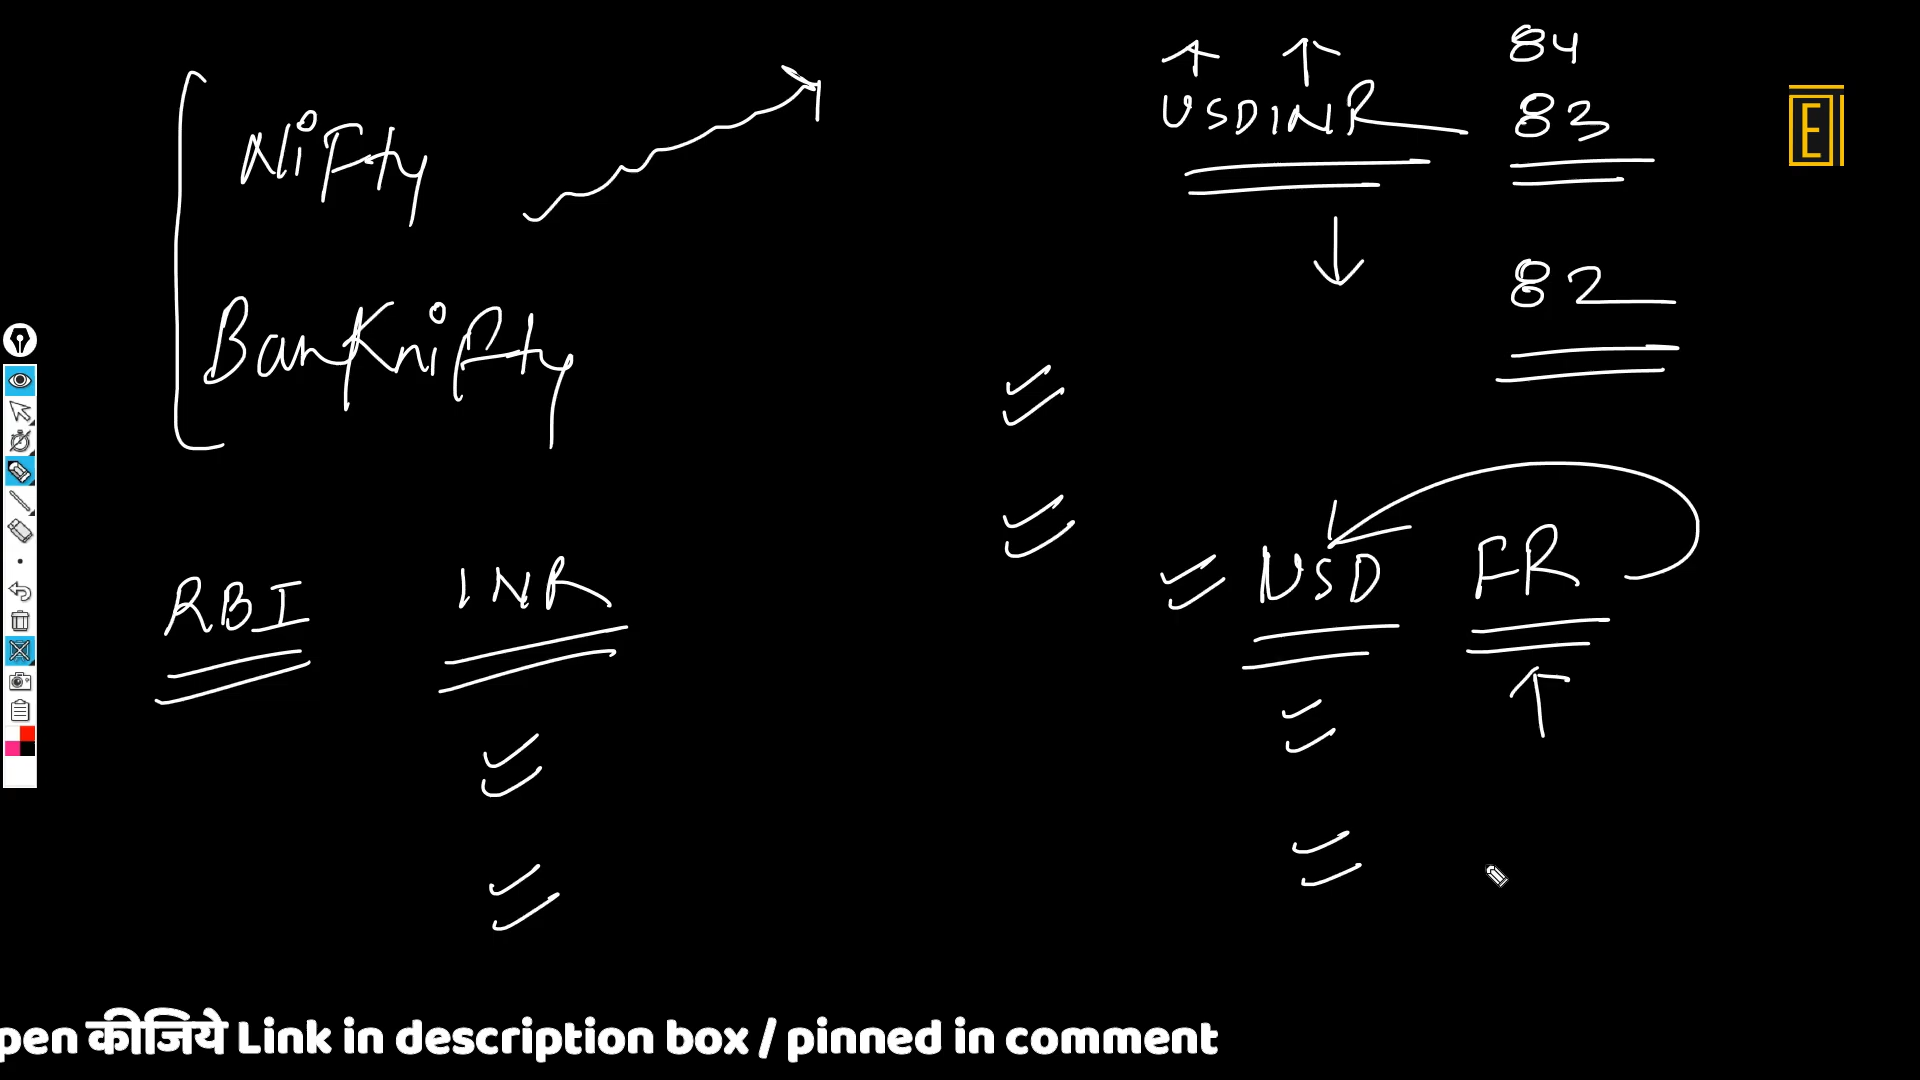 Nifty
BankNifty
84
USDINR 83
82
RBI INR
USD FR
pen कीजिये Link in description box / pinned in comment